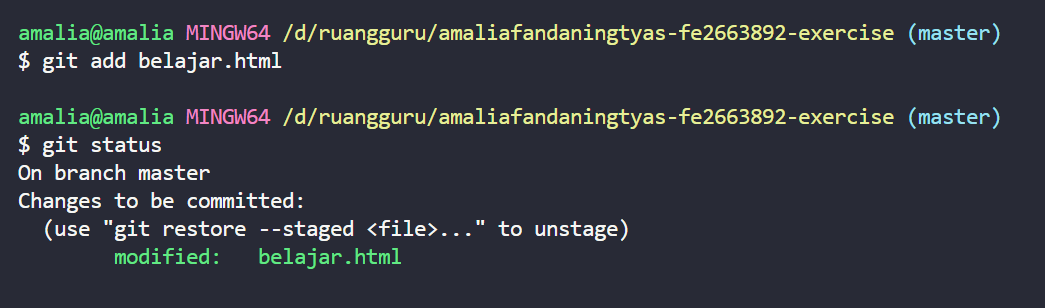 amalia@amalia MINGW64 /d/ruangguru/amaliafandaningtyas-fe2663892-exercise (master)
$ git add belajar.html
amalia@amalia MINGW64 /d/ruangguru/amaliafandaningtyas-fe2663892-exercise (master)
$ git status
On branch master
Changes to be committed:
  (use "git restore --staged <file>..." to unstage)
        modified:   belajar.html